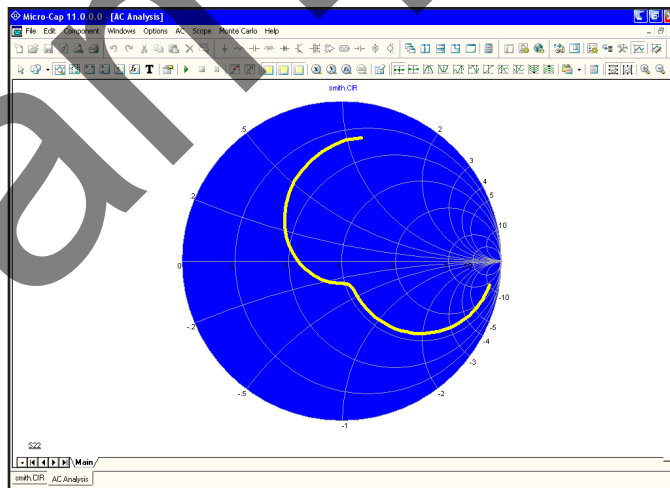 Micro-Cap 11.0.0.0 - [AC Analysis]
File Edit Component Windows Options AC Scope Monte Carlo Help
smith.CIR
.5
2
3
4
5
10
.2
0
-10
-.2
-5
-4
-3
-.5
-2
-1
S22
Main
smith.CIR AC Analysis